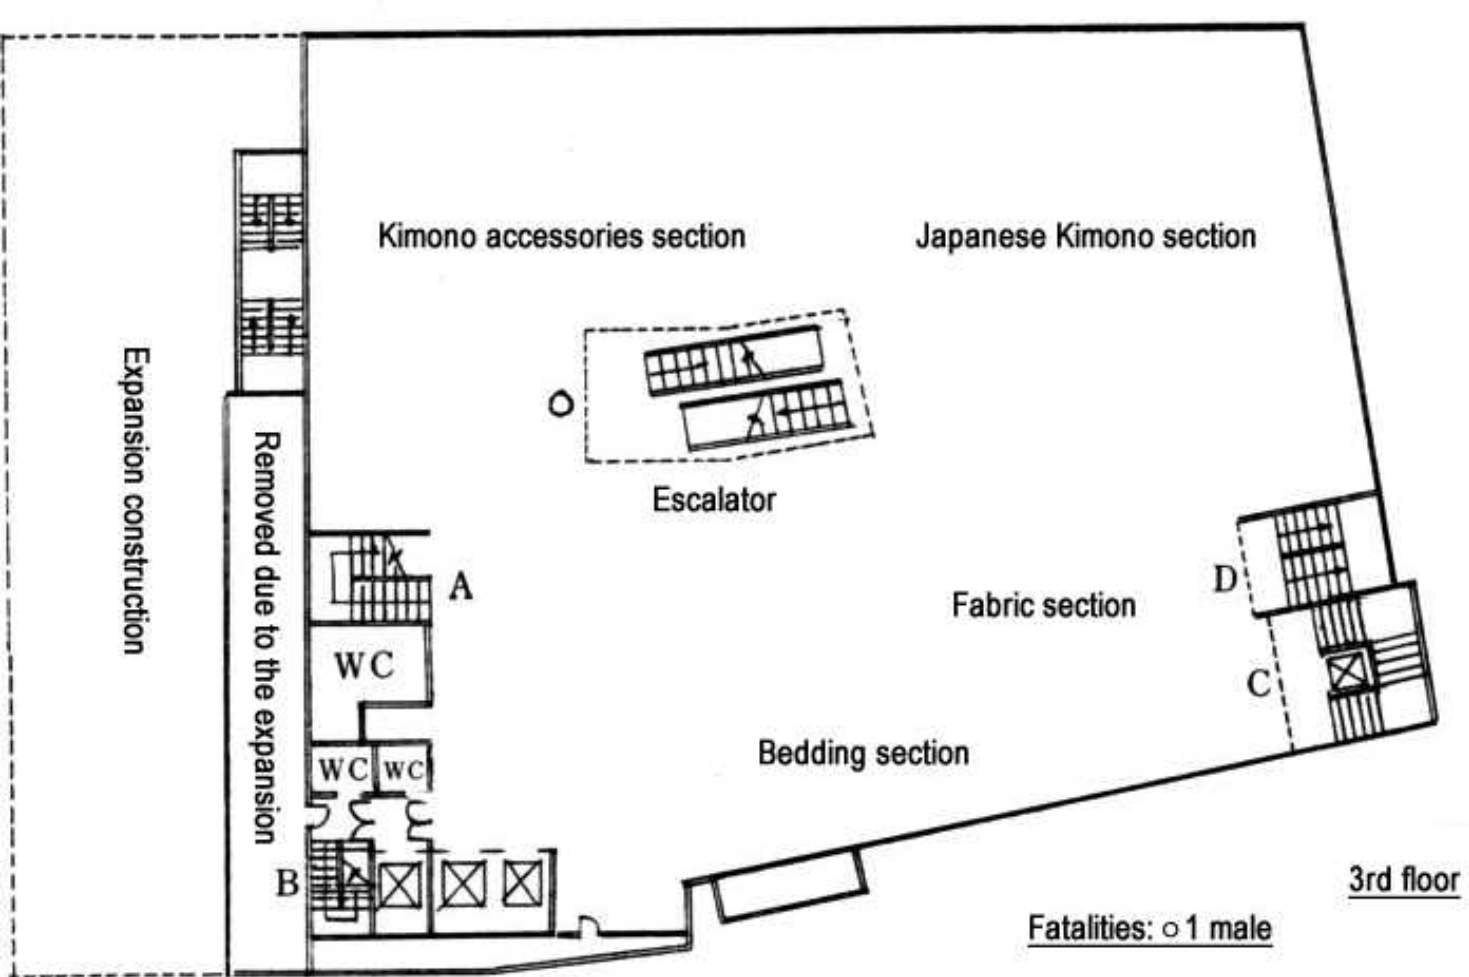 Kimono accessories section
Japanese Kimono section
Expansion construction
Removed due to the expansion
Escalator
A
D
Fabric section
WC
C
Bedding section
WC
WC
B
3rd floor
Fatalities: ○ 1 male